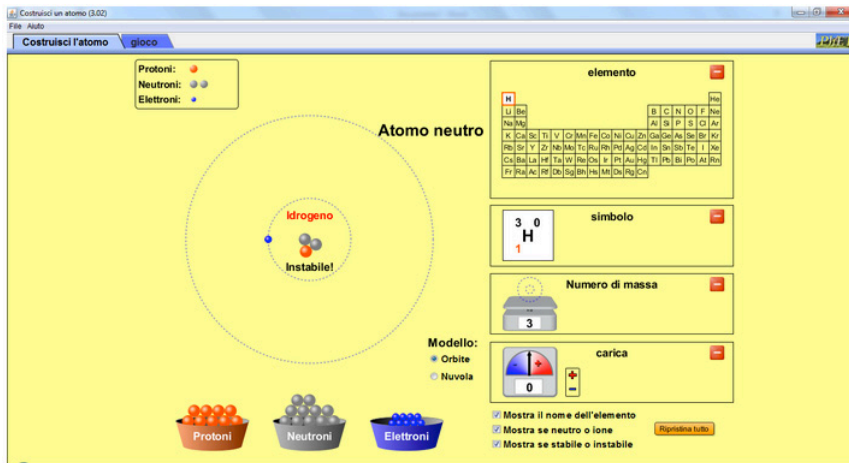 Costruisci un atomo (3.02)
File Aiuto
Costruisci l'atomo gioco
Protoni:
Neutroni:
Elettroni:
Atomo neutro
Idrogeno
Instabile!
elemento
H He
Li Be B C N O F Ne
Na Mg Al Si P S Cl Ar
K Ca Sc Ti V Cr Mn Fe Co Ni Cu Zn Ga Ge As Se Br Kr
Rb Sr Y Zr Nb Mo Tc Ru Rh Pd Ag Cd In Sn Sb Te I Xe
Cs Ba La Hf Ta W Re Os Ir Pt Au Hg Tl Pb Bi Po At Rn
Fr Ra Ac Rf Db Sg Bh Hs Mt Ds Rg Cn
simbolo
3 0
H
1
Numero di massa
3
Modello:
Orbite
Nuvola
carica
- +
0
+
-
Protoni
Neutroni
Elettroni
Mostra il nome dell'elemento
Mostra se neutro o ione
Mostra se stabile o instabile
Ripristina tutto